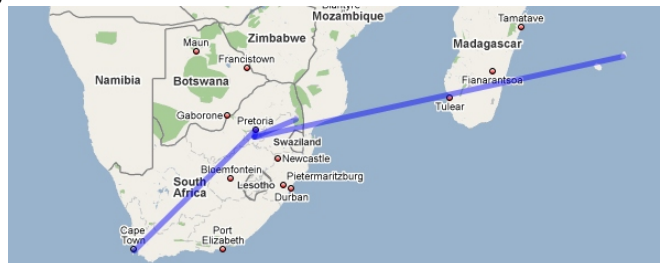 Blantyre
Mozambique
Tamatave
Zimbabwe
Maun
Madagascar
Francistown
Namibia
Botswana
Fianarantsoa
Tulear
Gaborone
Pretoria
Swaziland
Newcastle
Bloemfontein
Pietermaritzburg
South
Africa
Lesotho
Durban
Cape
Town
Port
Elizabeth